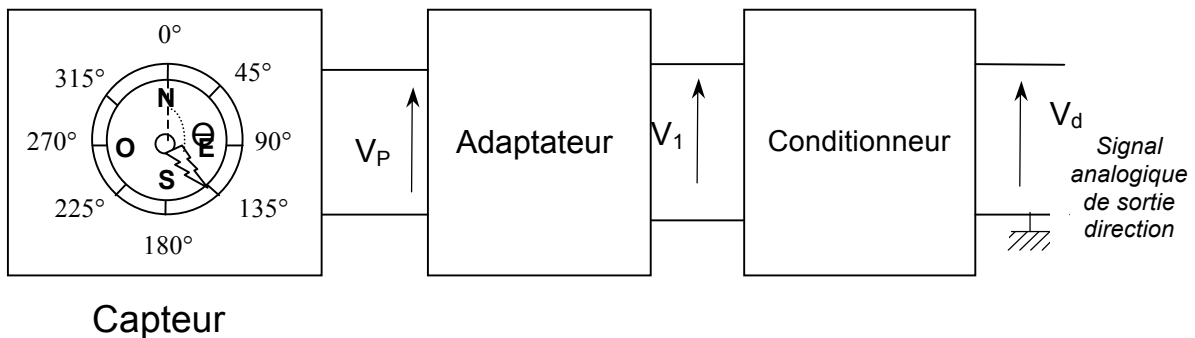 0°
315°
45°
N
270°
O
Θ
E
90°
S
225°
135°
180°
Capteur
V_P
Adaptateur
V_1
Conditionneur
V_d
Signal
analogique
de sortie
direction